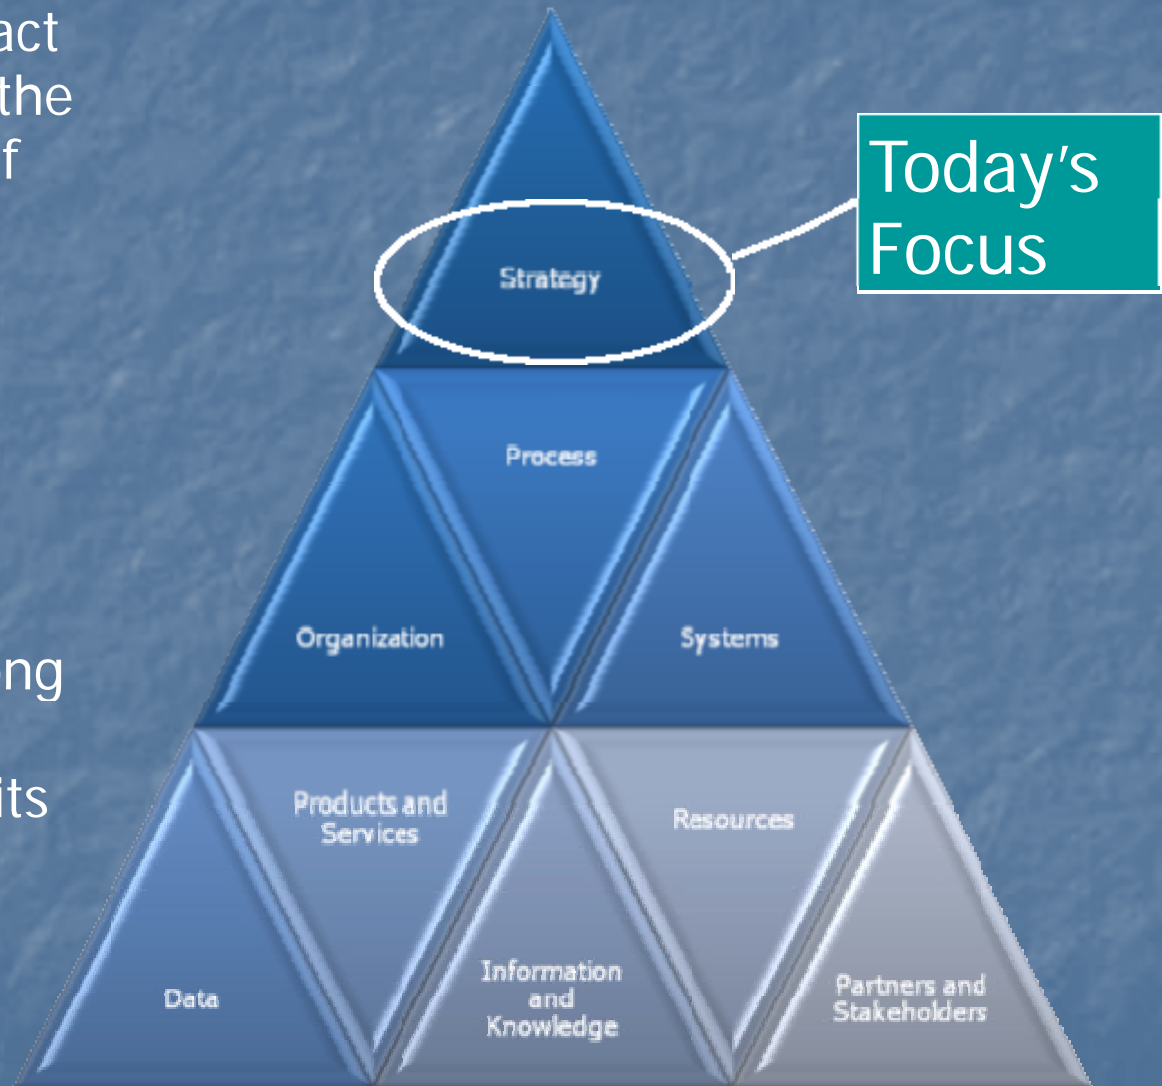 act
the
f
Today's
Focus
Strategy
Process
Organization
Systems
ong
its
Products and
Services
Resources
Data
Information
and
Knowledge
Partners and
Stakeholders